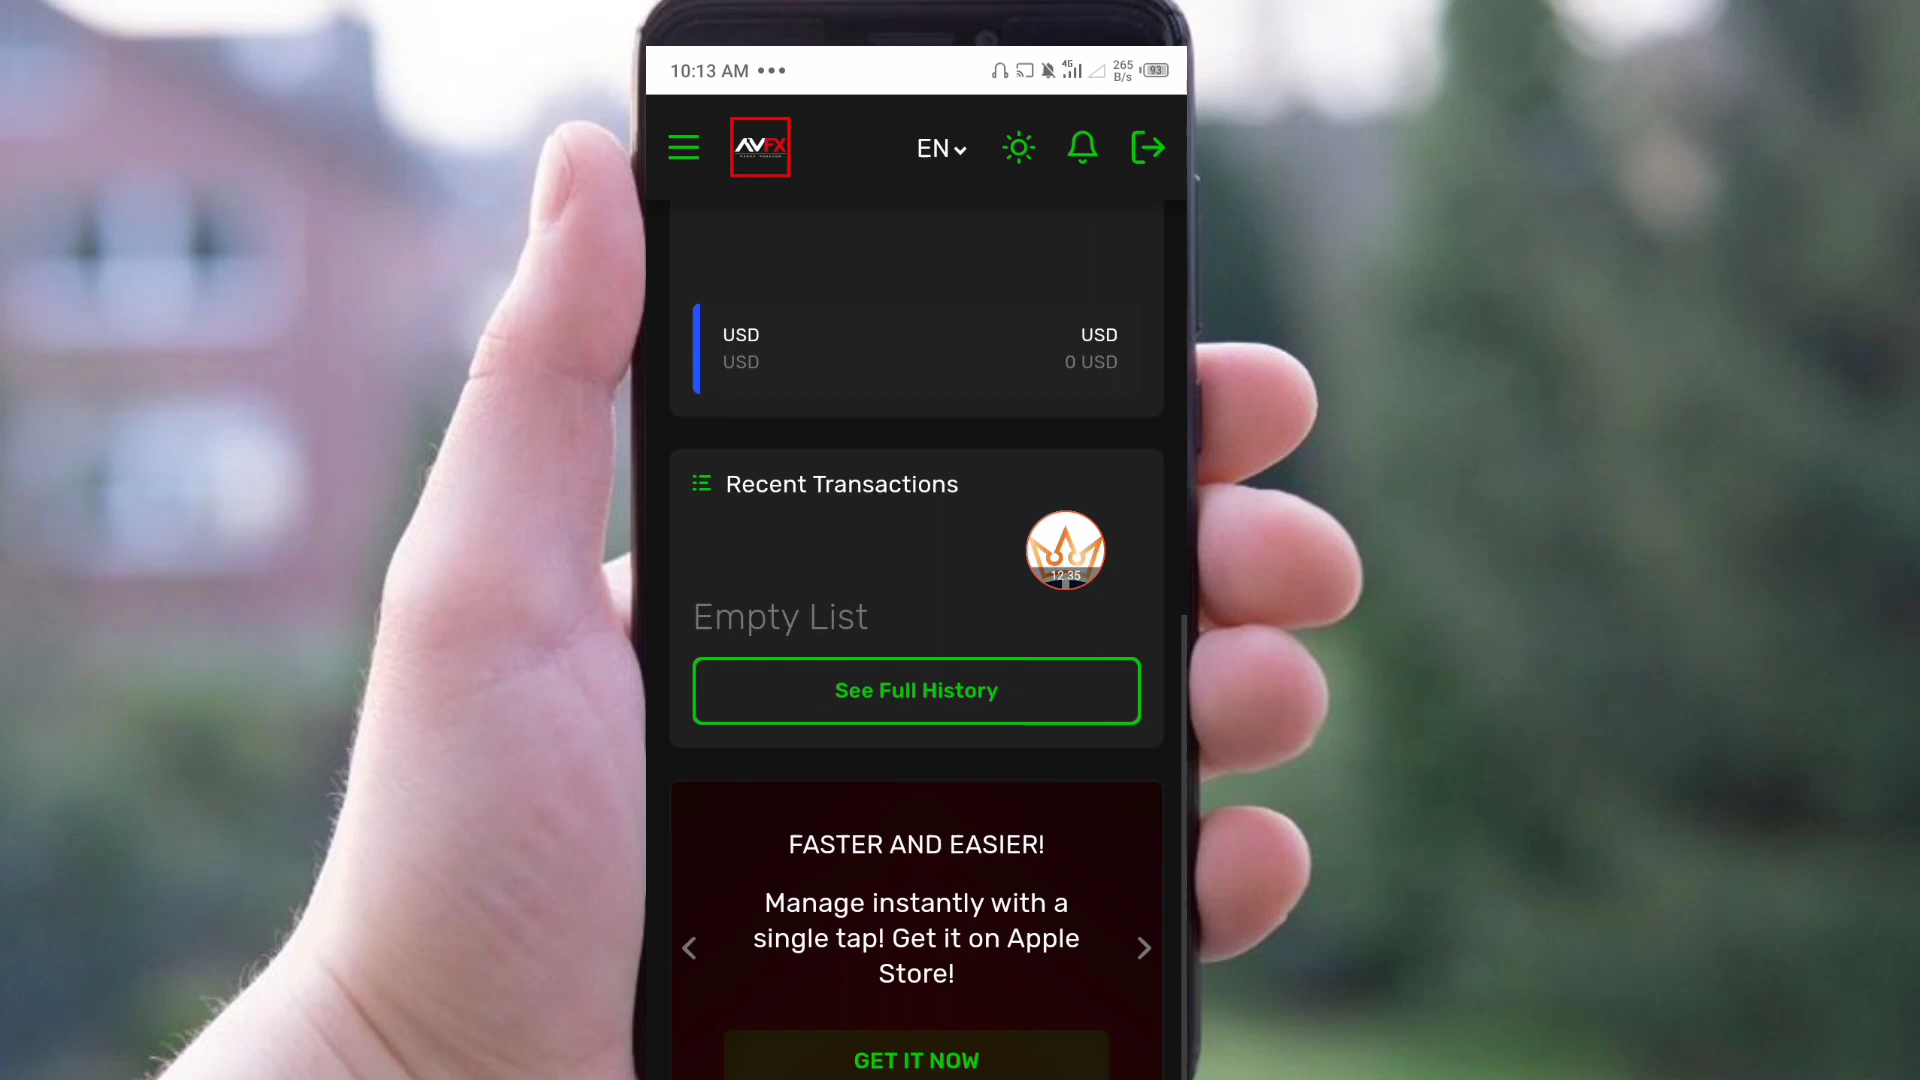 10:13 AM •••
4G
265
B/s
93
AVFX
EN
USD
USD
USD
0 USD
Recent Transactions
12:35
Empty List
See Full History
FASTER AND EASIER!
Manage instantly with a
single tap! Get it on Apple
Store!
GET IT NOW